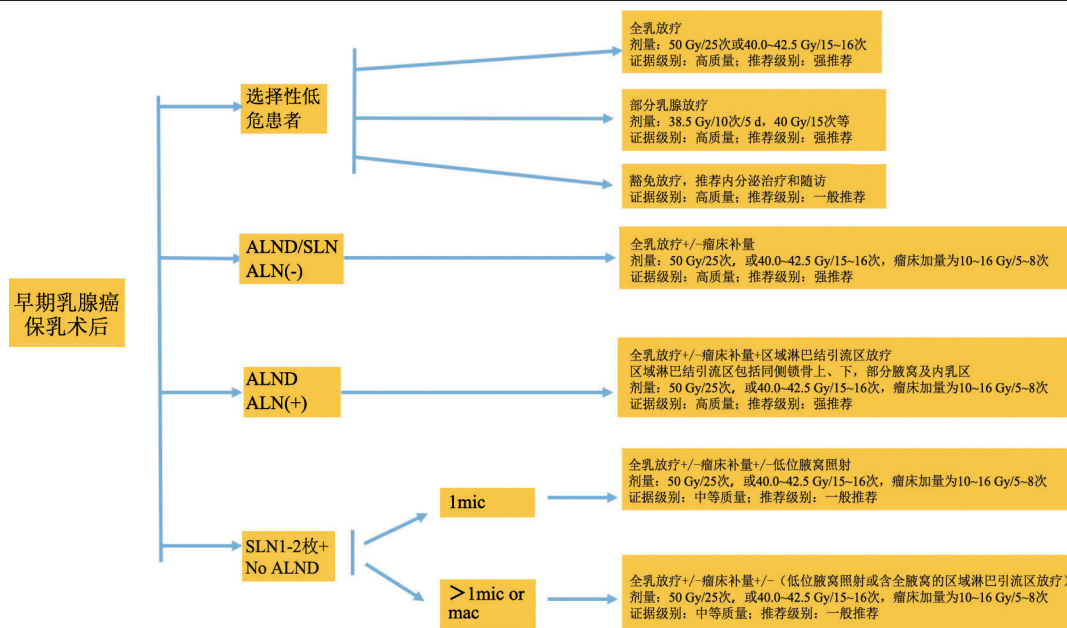 早期乳腺癌
保乳术后
选择性低
危患者
全乳放疗
剂量：50 Gy/25次或40.0~42.5 Gy/15~16次
证据级别：高质量；推荐级别：强推荐
部分乳腺放疗
剂量：38.5 Gy/10次/5 d，40 Gy/15次等
证据级别：高质量；推荐级别：强推荐
豁免放疗，推荐内分泌治疗和随访
证据级别：高质量；推荐级别：一般推荐
ALND/SLN
ALN(-)
全乳放疗+/−瘤床补量
剂量：50 Gy/25次, 或40.0~42.5 Gy/15~16次，瘤床加量为10~16 Gy/5~8次
证据级别：高质量；推荐级别：强推荐
ALND
ALN(+)
全乳放疗+/−瘤床补量+区域淋巴结引流区放疗
区域淋巴结引流区包括同侧锁骨上、下，部分腋窝及内乳区
剂量：50 Gy/25次, 或40.0~42.5 Gy/15~16次，瘤床加量为10~16 Gy/5~8次
证据级别：高质量；推荐级别：强推荐
SLN1-2枚+
No ALND
1mic
全乳放疗+/−瘤床补量+/−低位腋窝照射
剂量：50 Gy/25次, 或40.0~42.5 Gy/15~16次，瘤床加量为10~16 Gy/5~8次
证据级别：中等质量；推荐级别：一般推荐
＞1mic or
mac
全乳放疗+/−瘤床补量+/−（低位腋窝照射或含全腋窝的区域淋巴引流区放疗）
剂量：50 Gy/25次, 或40.0~42.5 Gy/15~16次，瘤床加量为10~16 Gy/5~8次
证据级别：中等质量；推荐级别：一般推荐